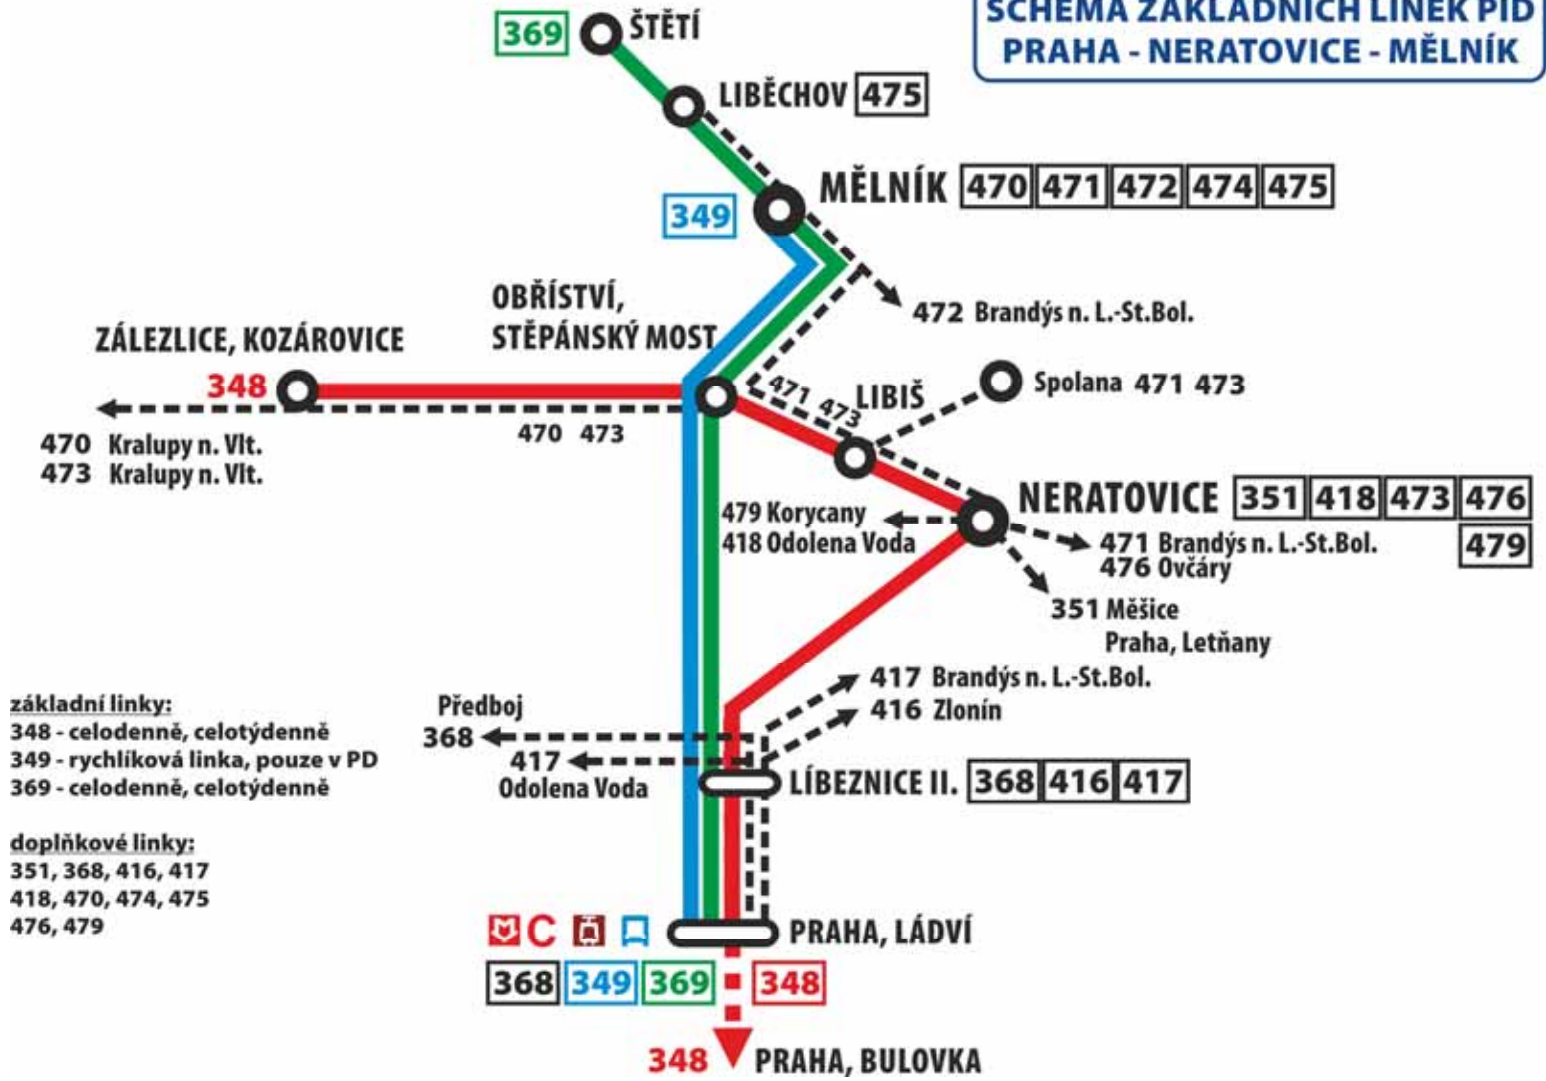 SCHÉMA ZÁKLADNÍCH LINEK PID
PRAHA - NERATOVICE - MĚLNÍK
369 ŠTĚTÍ
LIBĚCHOV 475
MĚLNÍK 470 471 472 474 475
349
472 Brandýs n. L.-St.Bol.
OBŘÍSTVÍ,
STĚPÁNSKÝ MOST
ZÁLEZLICE, KOZÁROVICE
348
470 Kralupy n. Vlt.
473 Kralupy n. Vlt.
470 473
471 473
LIBIŠ
Spolana 471 473
NERATOVICE 351 418 473 476
479
479 Korycany
418 Odolena Voda
471 Brandýs n. L.-St.Bol.
476 Ovčáry
351 Měšice
Praha, Letňany
417 Brandýs n. L.-St.Bol.
416 Zlonín
Předboj
368
417
Odolena Voda
LÍBEZNICE II. 368 416 417
základní linky:
348 - celodenně, celotýdenně
349 - rychlíková linka, pouze v PD
369 - celodenně, celotýdenně
doplňkové linky:
351, 368, 416, 417
418, 470, 474, 475
476, 479
C
PRAHA, LÁDVÍ
368 349 369 348
348 PRAHA, BULOVKA